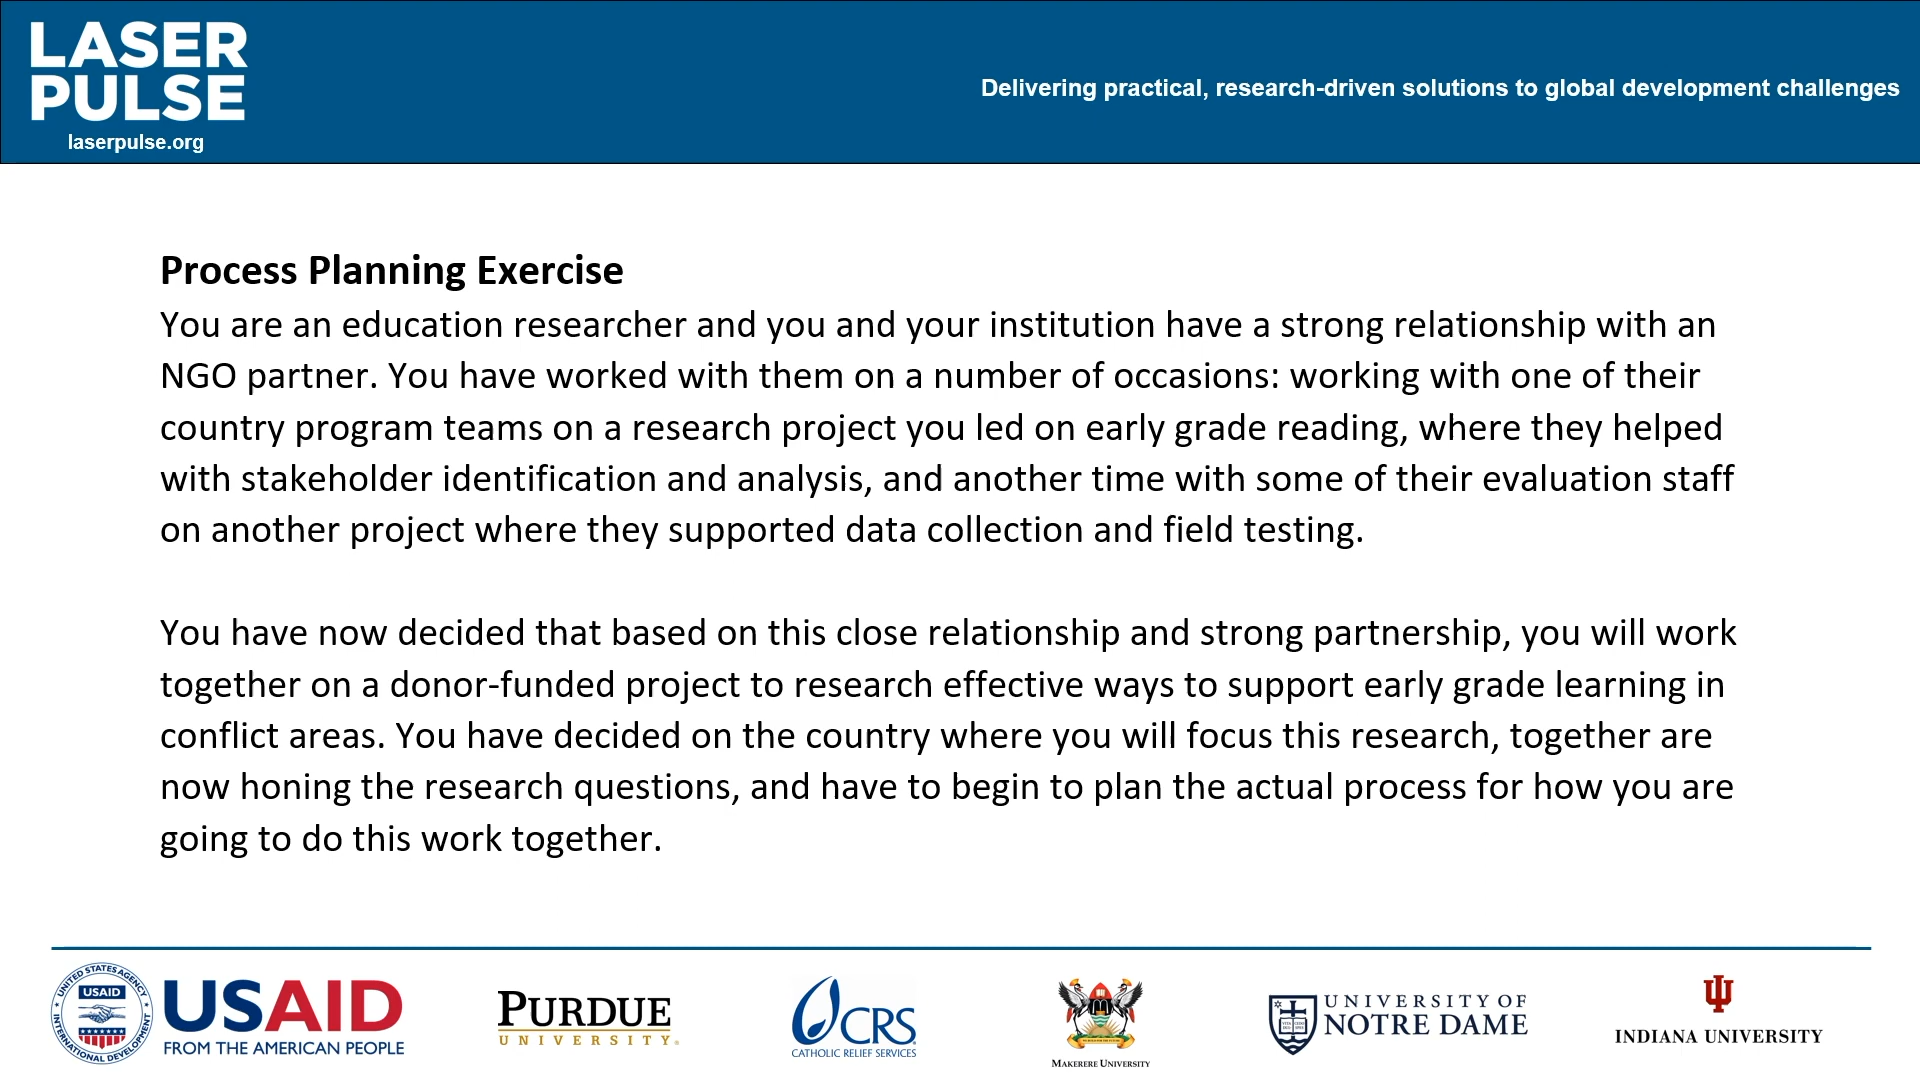 LASER
PULSE
laserpulse.org
Delivering practical, research-driven solutions to global development challenges
Process Planning Exercise
You are an education researcher and you and your institution have a strong relationship with an
NGO partner. You have worked with them on a number of occasions: working with one of their
country program teams on a research project you led on early grade reading, where they helped
with stakeholder identification and analysis, and another time with some of their evaluation staff
on another project where they supported data collection and field testing.
You have now decided that based on this close relationship and strong partnership, you will work
together on a donor-funded project to research effective ways to support early grade learning in
conflict areas. You have decided on the country where you will focus this research, together are
now honing the research questions, and have to begin to plan the actual process for how you are
going to do this work together.
UNITED STATES AGENCY
USAID
INTERNATIONAL DEVELOPMENT
USAID
FROM THE AMERICAN PEOPLE
PURDUE
UNIVERSITY
CRS
CATHOLIC RELIEF SERVICES
MAKERERE UNIVERSITY
UNIVERSITY OF
NOTRE DAME
INDIANA UNIVERSITY